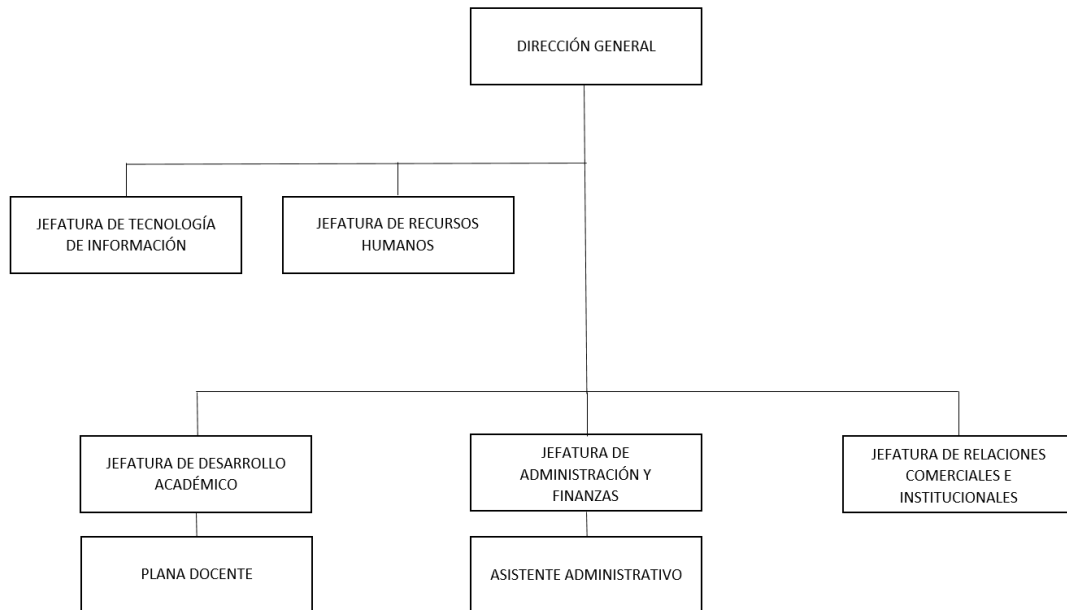 DIRECCIÓN GENERAL
JEFATURA DE TECNOLOGÍA
DE INFORMACIÓN
JEFATURA DE RECURSOS
HUMANOS
JEFATURA DE DESARROLLO
ACADÉMICO
JEFATURA DE
ADMINISTRACIÓN Y
FINANZAS
JEFATURA DE RELACIONES
COMERCIALES E
INSTITUCIONALES
PLANA DOCENTE
ASISTENTE ADMINISTRATIVO